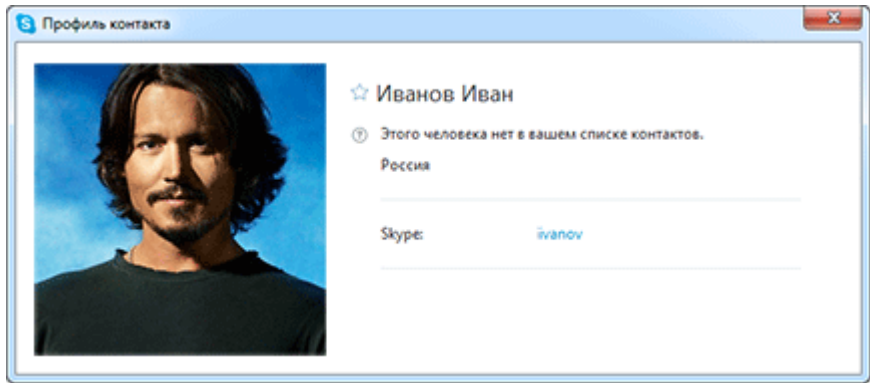 Профиль контакта
Иванов Иван
Этого человека нет в вашем списке контактов.
Россия
Skype: iivanov